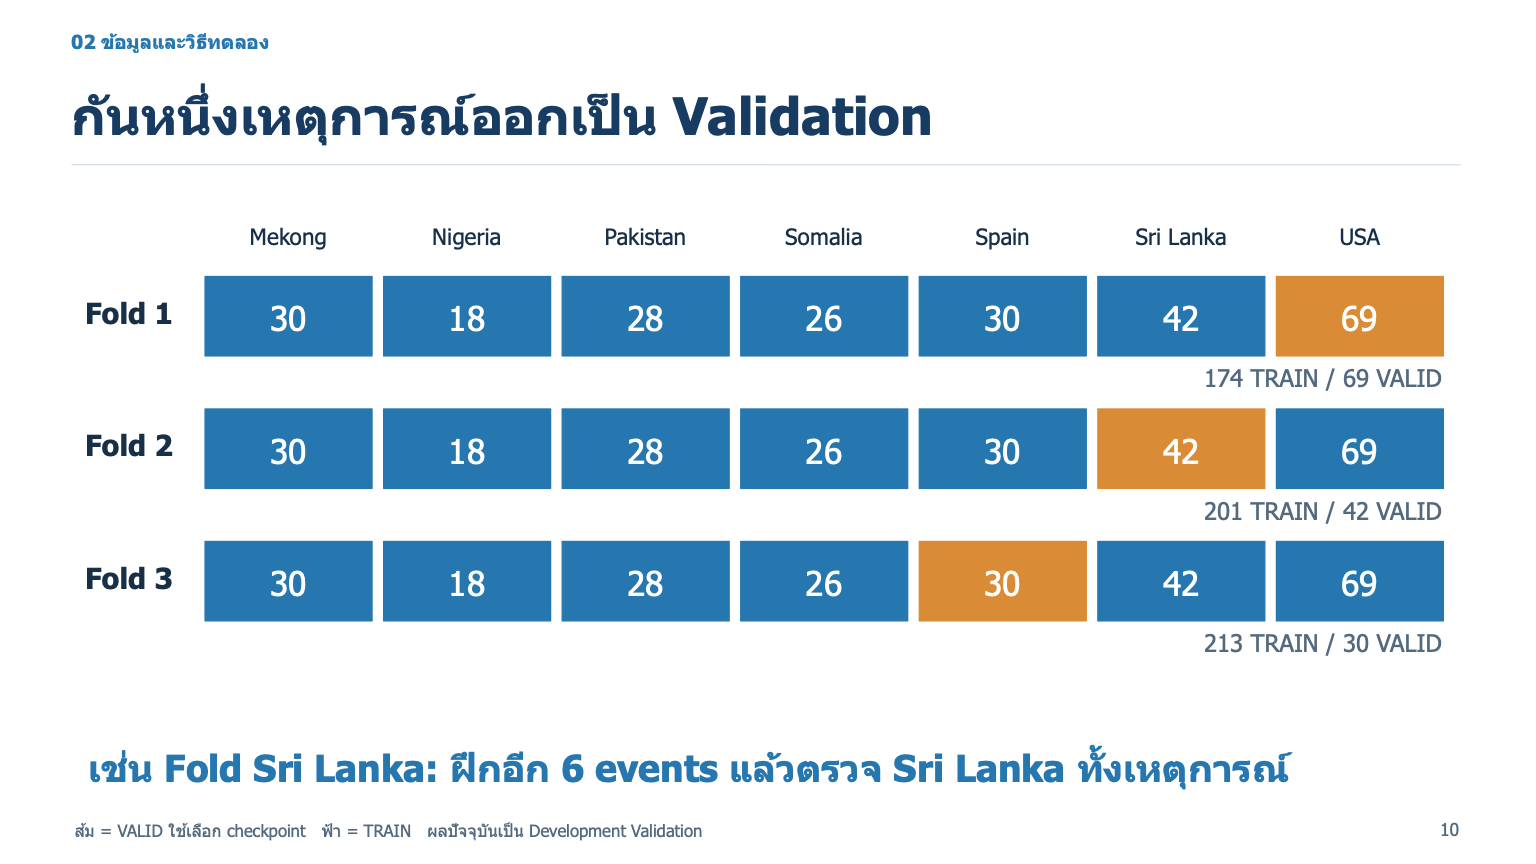 02 ข้อมูลและวิธีทดลอง
กันหนึ่งเหตุการณ์ออกเป็น Validation
Mekong Nigeria Pakistan Somalia Spain Sri Lanka USA
Fold 1 30 18 28 26 30 42 69
174 TRAIN / 69 VALID
Fold 2 30 18 28 26 30 42 69
201 TRAIN / 42 VALID
Fold 3 30 18 28 26 30 42 69
213 TRAIN / 30 VALID
เช่น Fold Sri Lanka: ฝึกอีก 6 events แล้วตรวจ Sri Lanka ทั้งเหตุการณ์
ส้ม = VALID ใช้เลือก checkpoint ฟ้า = TRAIN ผลปัจจุบันเป็น Development Validation
10